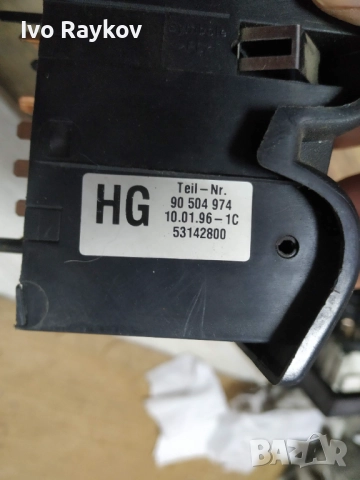 Ivo Raykov
HG
Teil-Nr.
90 504 974
10.01.96-1C
53142800
BAZAR